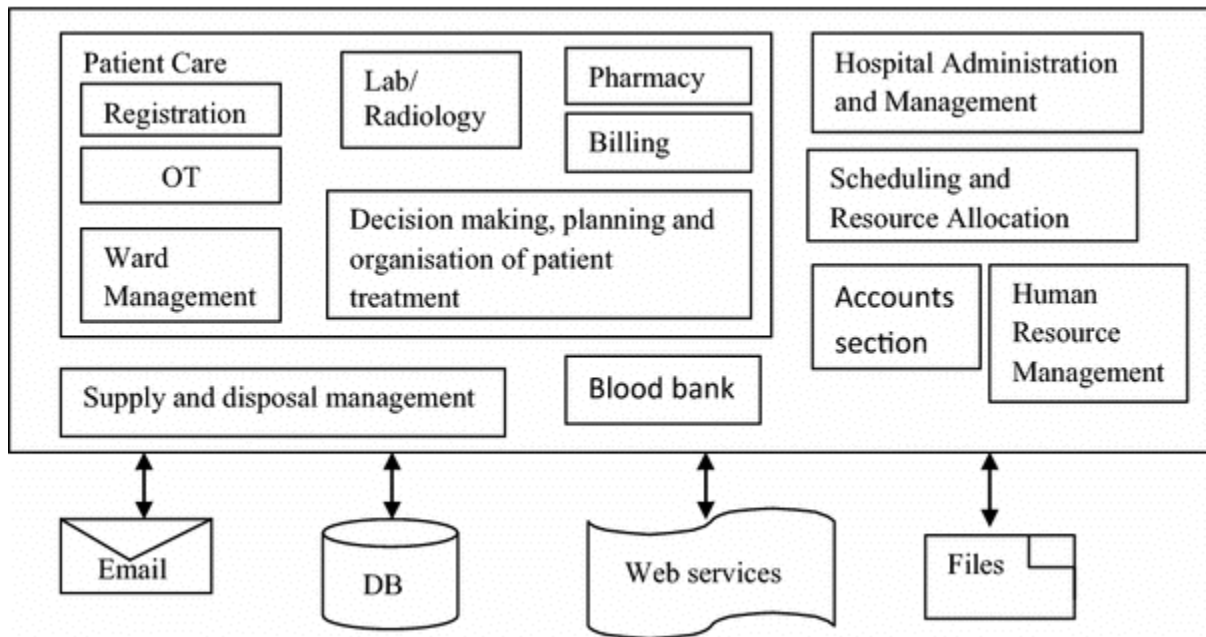 Patient Care
Registration
OT
Ward
Management
Lab/
Radiology
Pharmacy
Billing
Decision making, planning and
organisation of patient
treatment
Hospital Administration
and Management
Scheduling and
Resource Allocation
Accounts
section
Human
Resource
Management
Supply and disposal management
Blood bank
Email
DB
Web services
Files